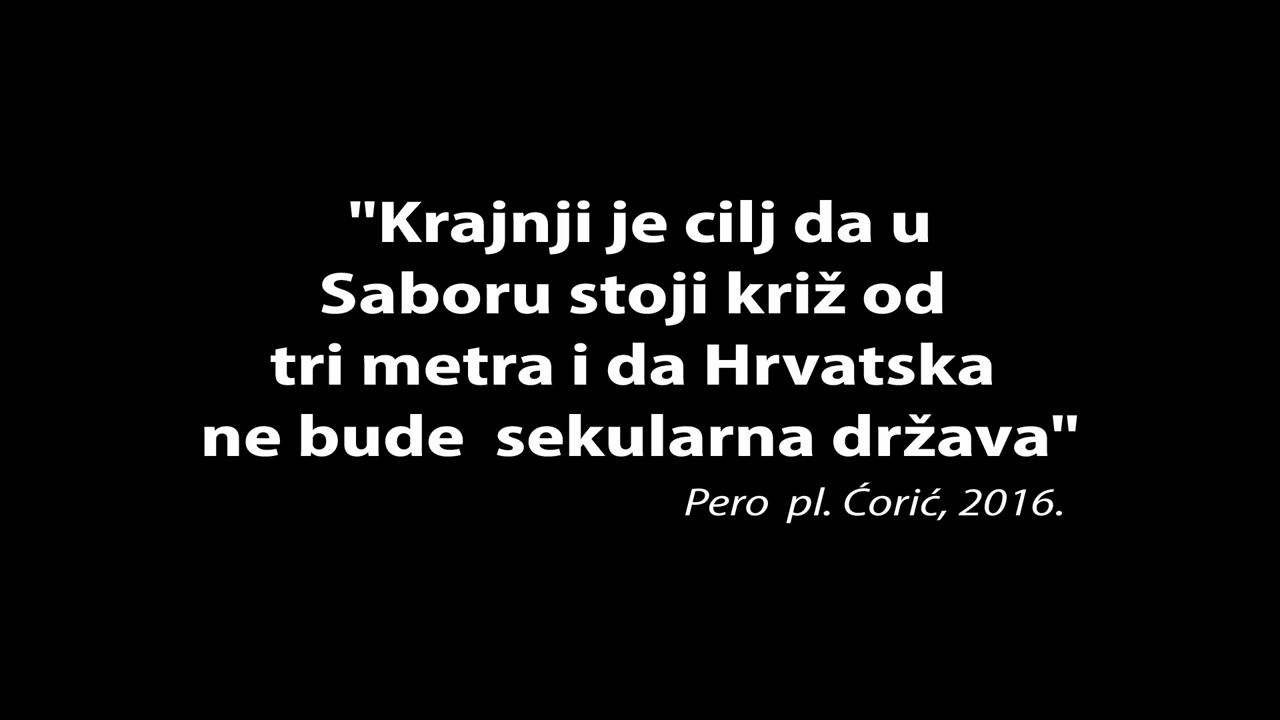 "Krajnji je cilj da u
Saboru stoji križ od
tri metra i da Hrvatska
ne bude  sekularna država"
Pero  pl. Ćorić, 2016.